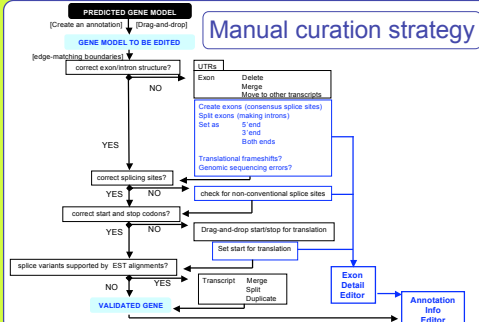 PREDICTED GENE MODEL
Manual curation strategy
[Create an annotation] [Drag-and-drop]
GENE MODEL TO BE EDITED
[edge-matching boundaries]
correct exon/intron structure?
UTRs
Exon Delete
Merge
Move to other transcripts
NO
Create exons (consensus splice sites)
Split exons (making introns)
Set as 5'end
3'end
Both ends
Translational frameshifts?
Genomic sequencing errors?
YES
correct splicing sites?
YES NO
check for non-conventional splice sites
correct start and stop codons?
YES NO
Drag-and-drop start/stop for translation
Set start for translation
splice variants supported by EST alignments?
NO YES
Transcript Merge
Split
Duplicate
VALIDATED GENE
Exon
Detail
Editor
Annotation
Info
Editor